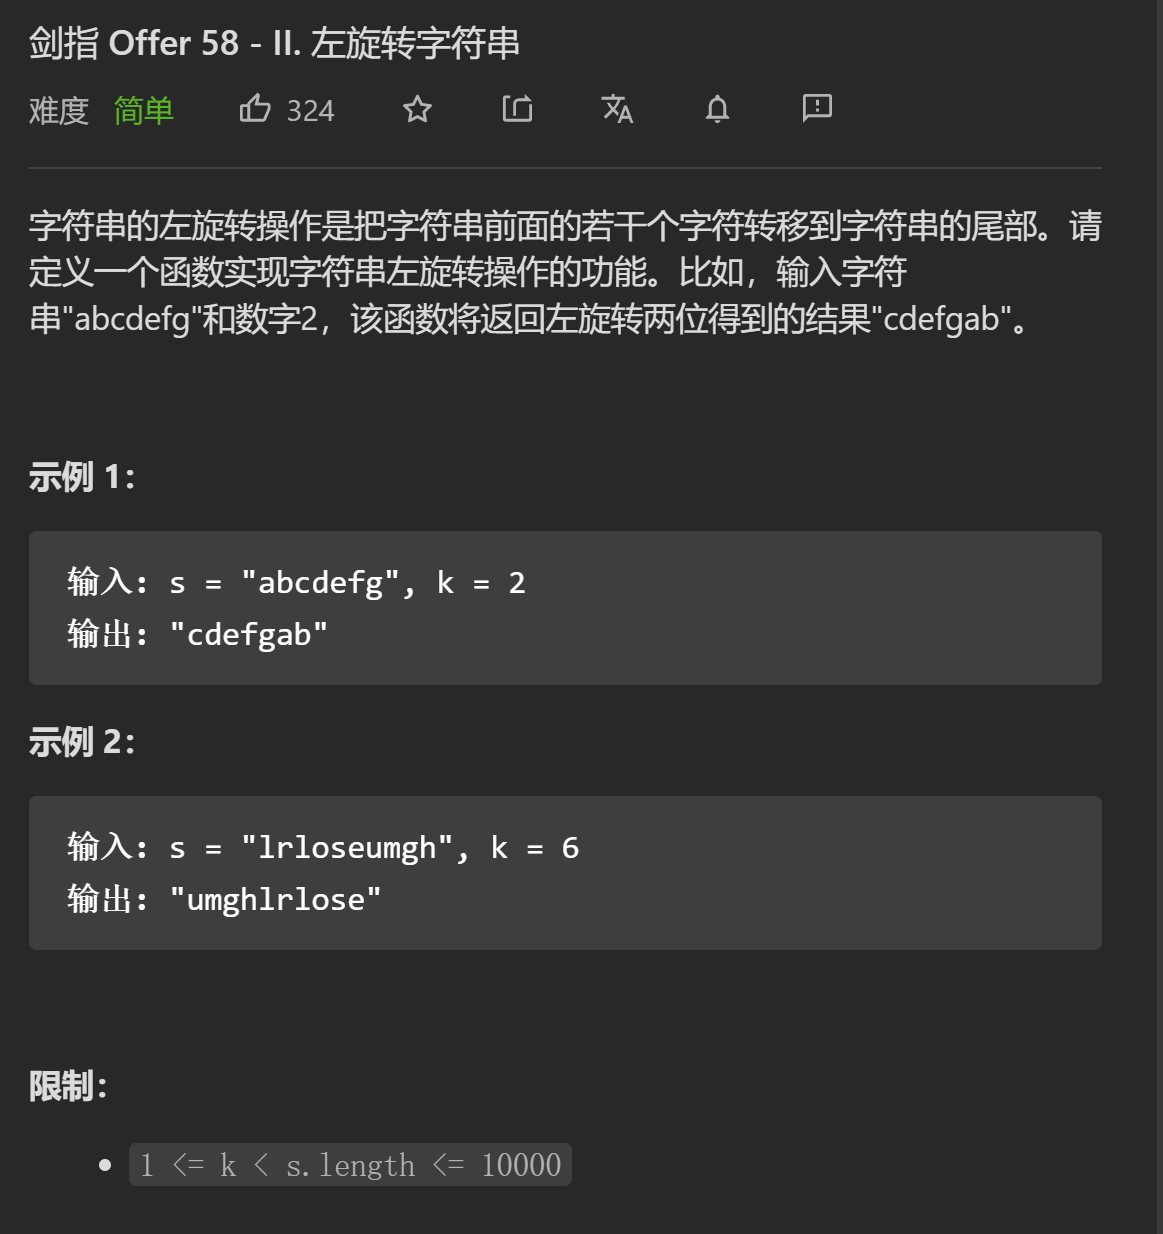 剑指 Offer 58 - II. 左旋转字符串
难度 简单 324
字符串的左旋转操作是把字符串前面的若干个字符转移到字符串的尾部。请
定义一个函数实现字符串左旋转操作的功能。比如，输入字符
串"abcdefg"和数字2，该函数将返回左旋转两位得到的结果"cdefgab"。
示例 1：
输入: s = "abcdefg", k = 2
输出: "cdefgab"
示例 2：
输入: s = "lrloseumgh", k = 6
输出: "umghlrlose"
限制：
1 <= k < s.length <= 10000